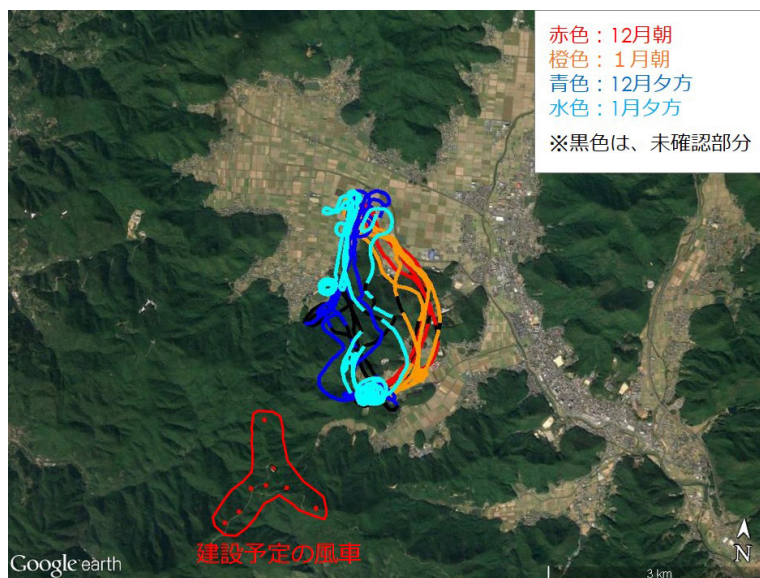 赤色：12月朝
橙色：１月朝
青色：12月夕方
水色：1月夕方
※黒色は、未確認部分
建設予定の風車
Google earth
N
3 km